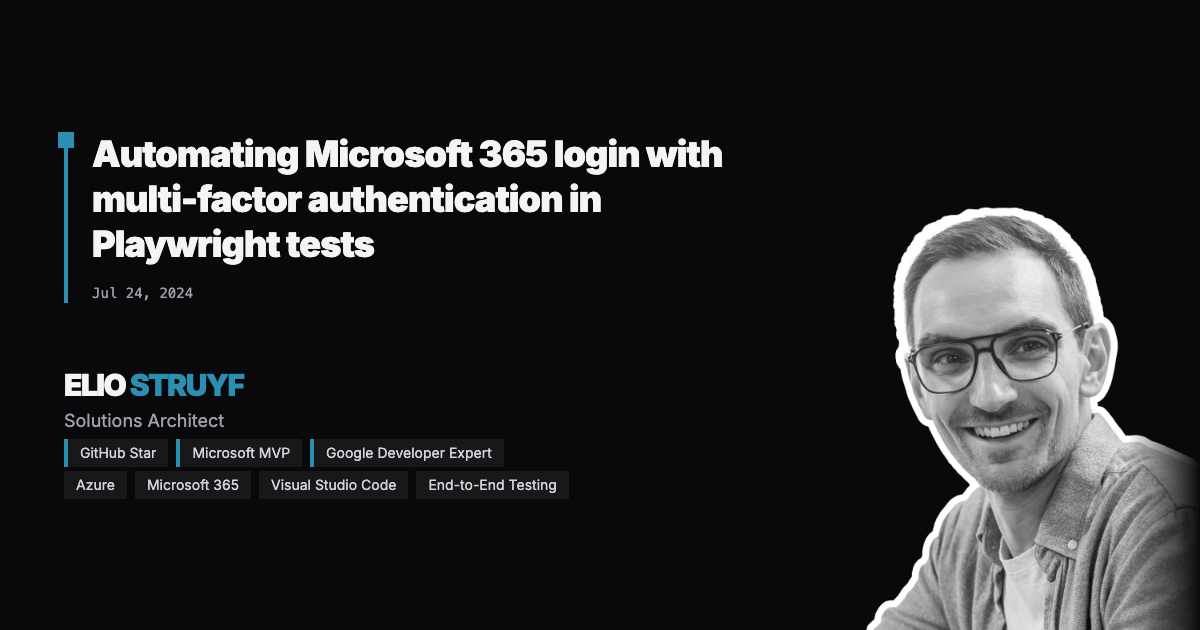 Automating Microsoft 365 login with
multi-factor authentication in
Playwright tests
Jul 24, 2024
ELIO STRUYF
Solutions Architect
GitHub Star Microsoft MVP Google Developer Expert
Azure Microsoft 365 Visual Studio Code End-to-End Testing